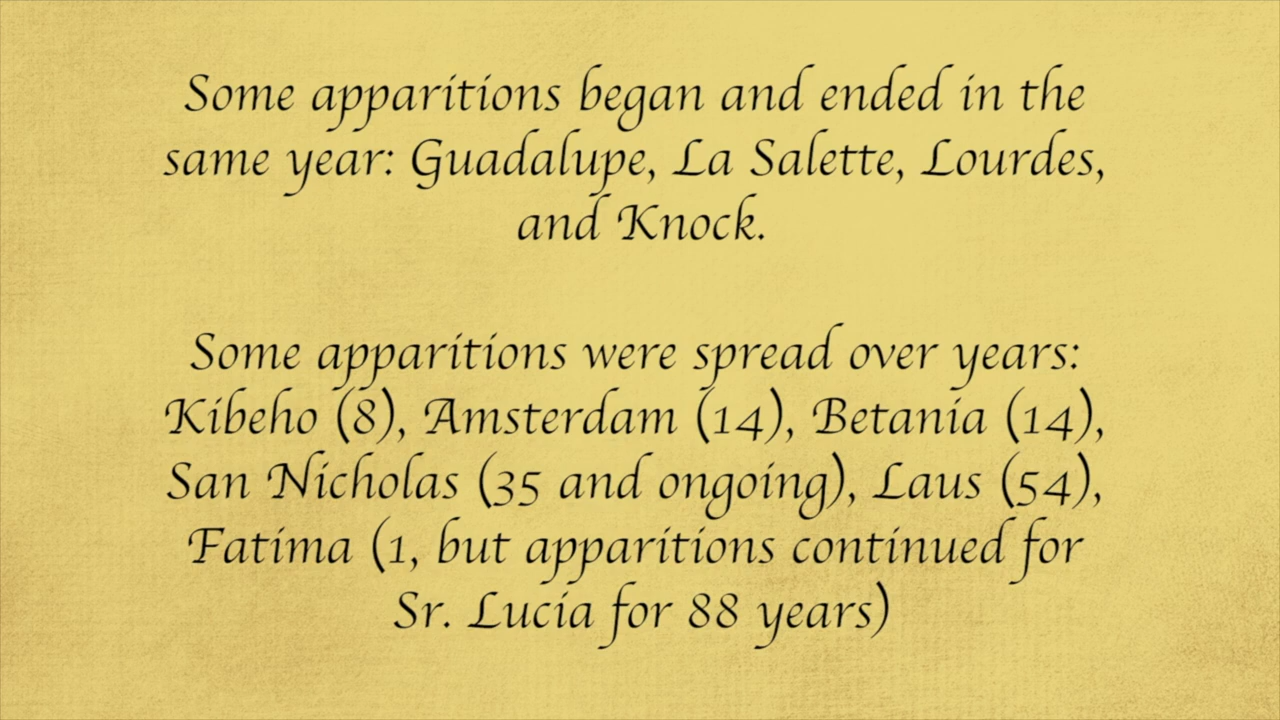 Some apparitions began and ended in the
same year: Guadalupe, La Salette, Lourdes,
and Knock.
Some apparitions were spread over years:
Kibeho (8), Amsterdam (14), Betania (14),
San Nicholas (35 and ongoing), Laus (54),
Fatima (1, but apparitions continued for
Sr. Lucia for 88 years)